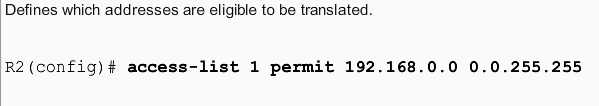 Defines which addresses are eligible to be translated.
R2(config)# access-list 1 permit 192.168.0.0 0.0.255.255